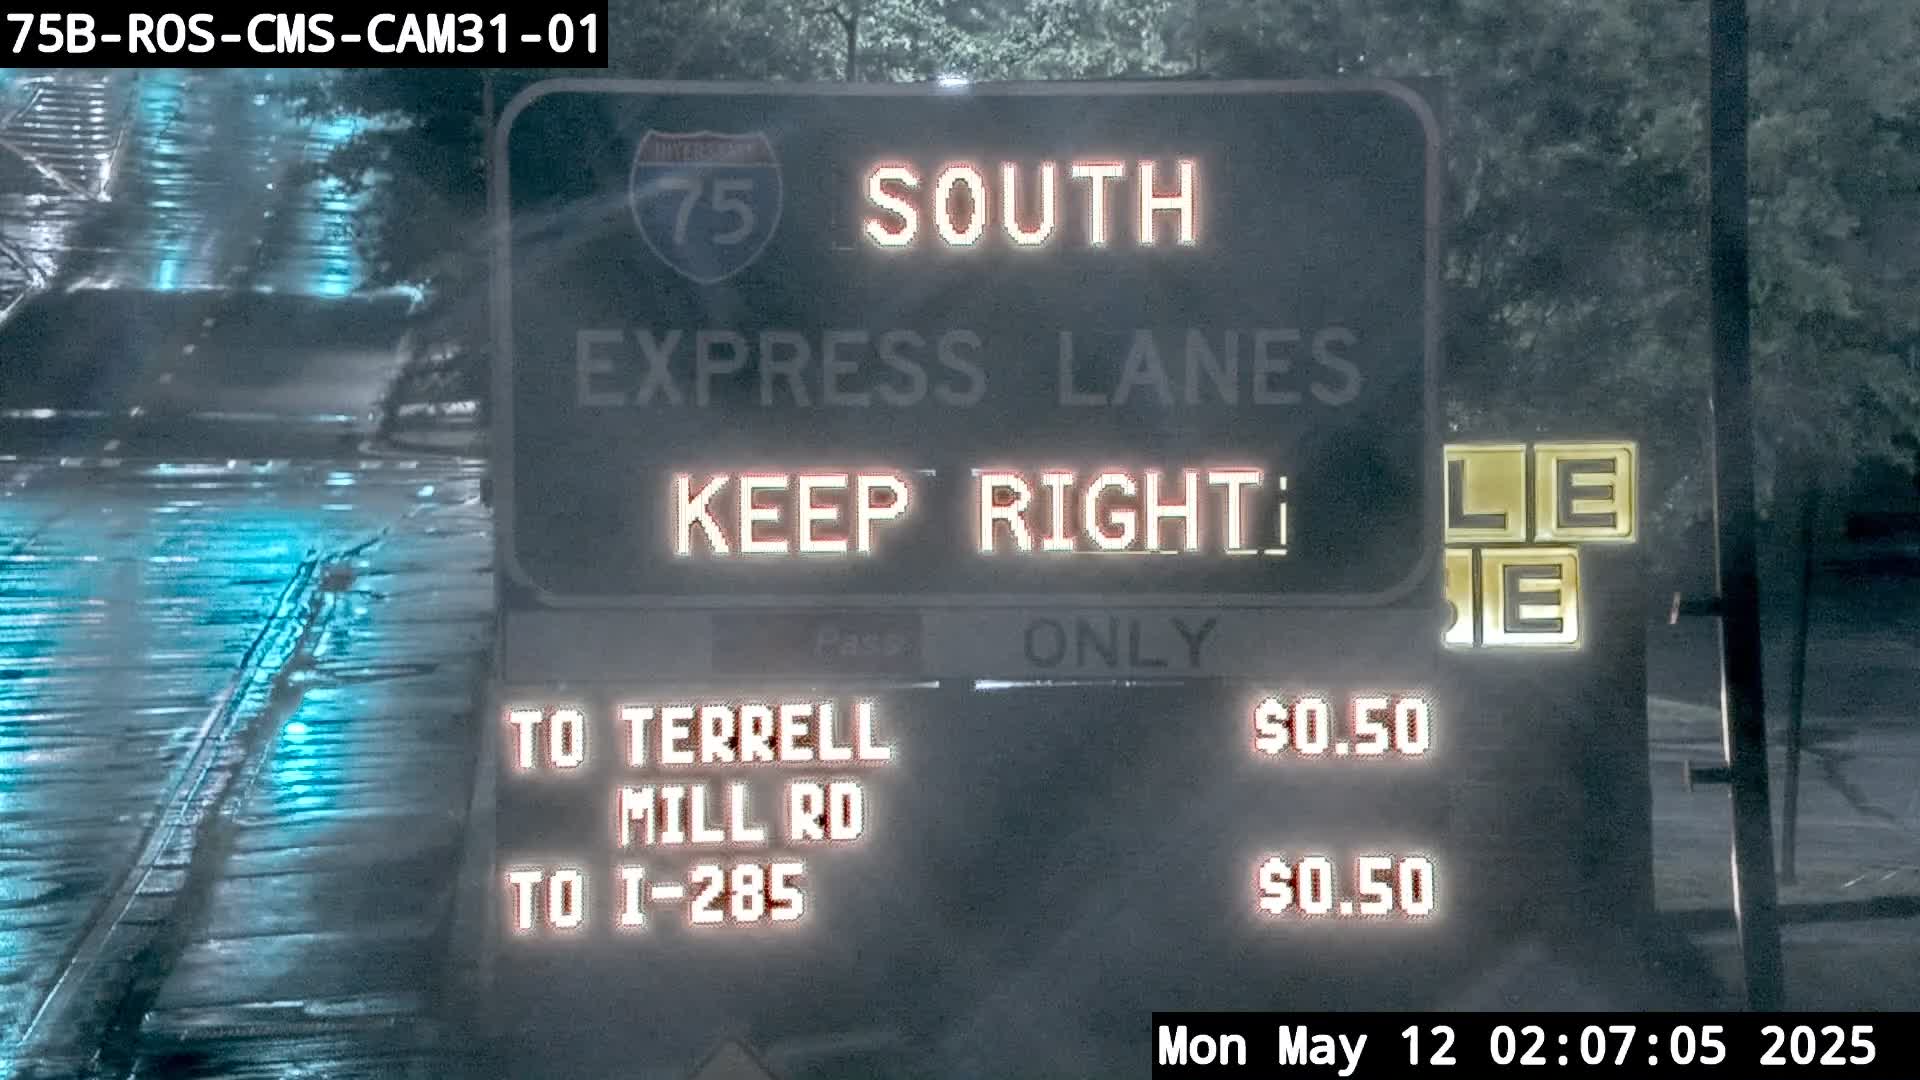 75B-ROS-CMS-CAM31-01
INTERSTATE
75
SOUTH
EXPRESS LANES
KEEP RIGHT
LE
E
Pass ONLY
TO TERRELL $0.50
MILL RD
TO I-285 $0.50
Mon May 12 02:07:05 2025